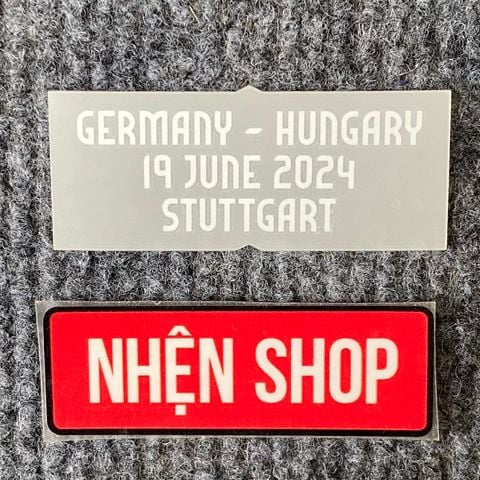 GERMANY - HUNGARY
19 JUNE 2024
STUTTGART
NHỆN SHOP